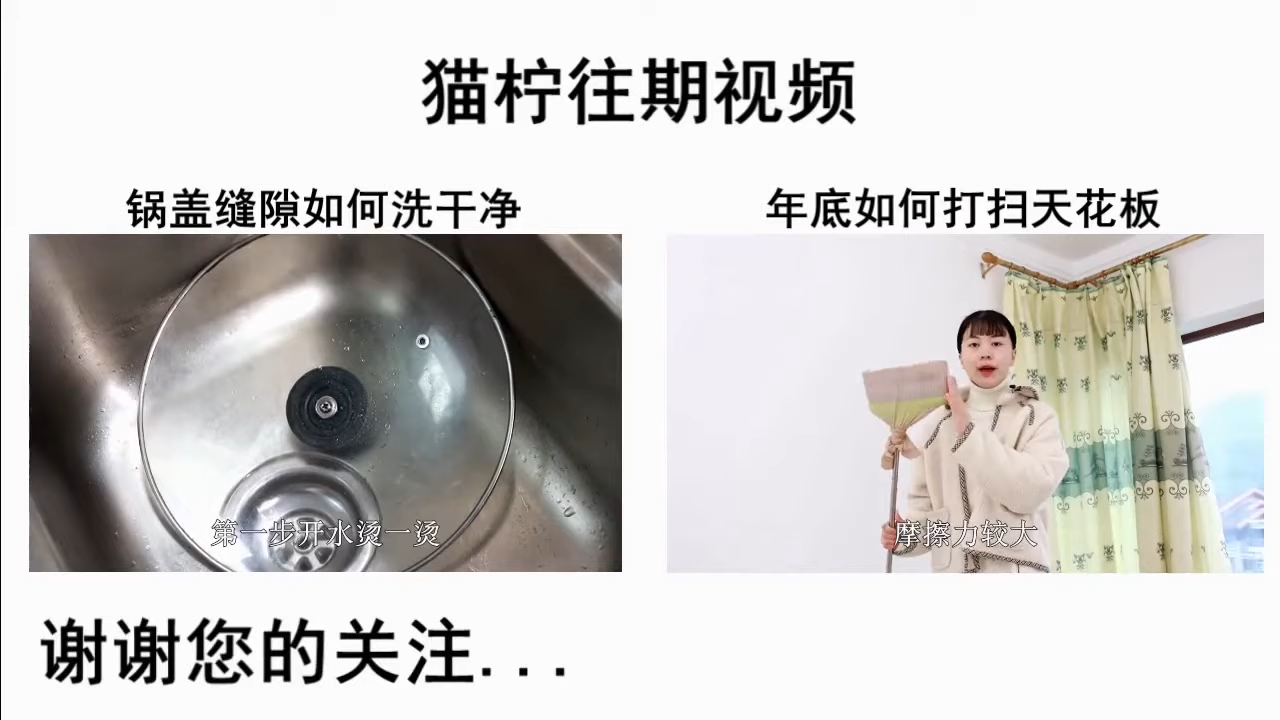 猫柠往期视频
锅盖缝隙如何洗干净
年底如何打扫天花板
第一步开水烫一烫
摩擦力较大
谢谢您的关注...